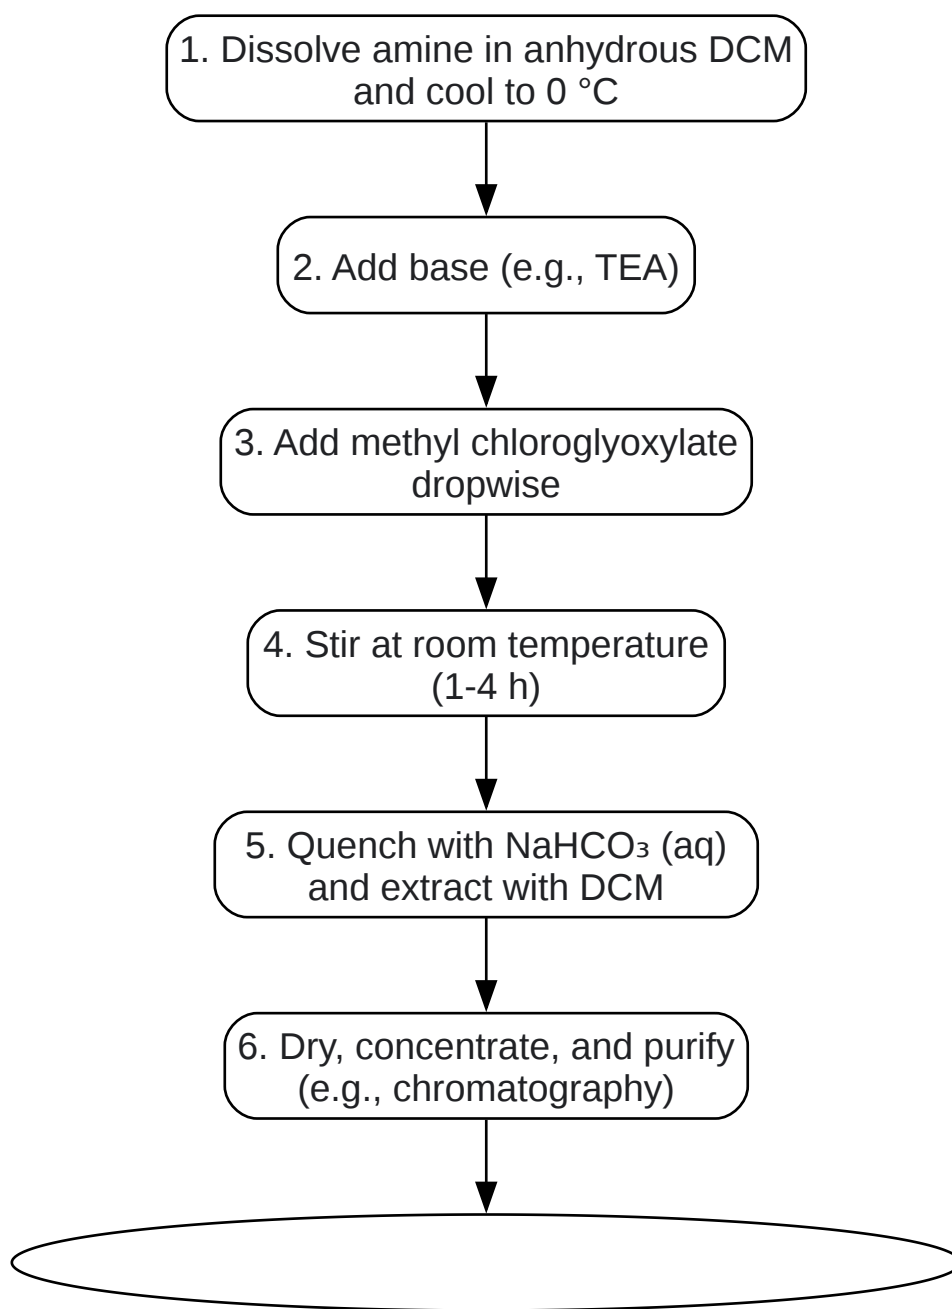 1. Dissolve amine in anhydrous DCM
and cool to 0 °C
2. Add base (e.g., TEA)
3. Add methyl chloroglyoxylate
dropwise
4. Stir at room temperature
(1-4 h)
5. Quench with NaHCO₃ (aq)
and extract with DCM
6. Dry, concentrate, and purify
(e.g., chromatography)